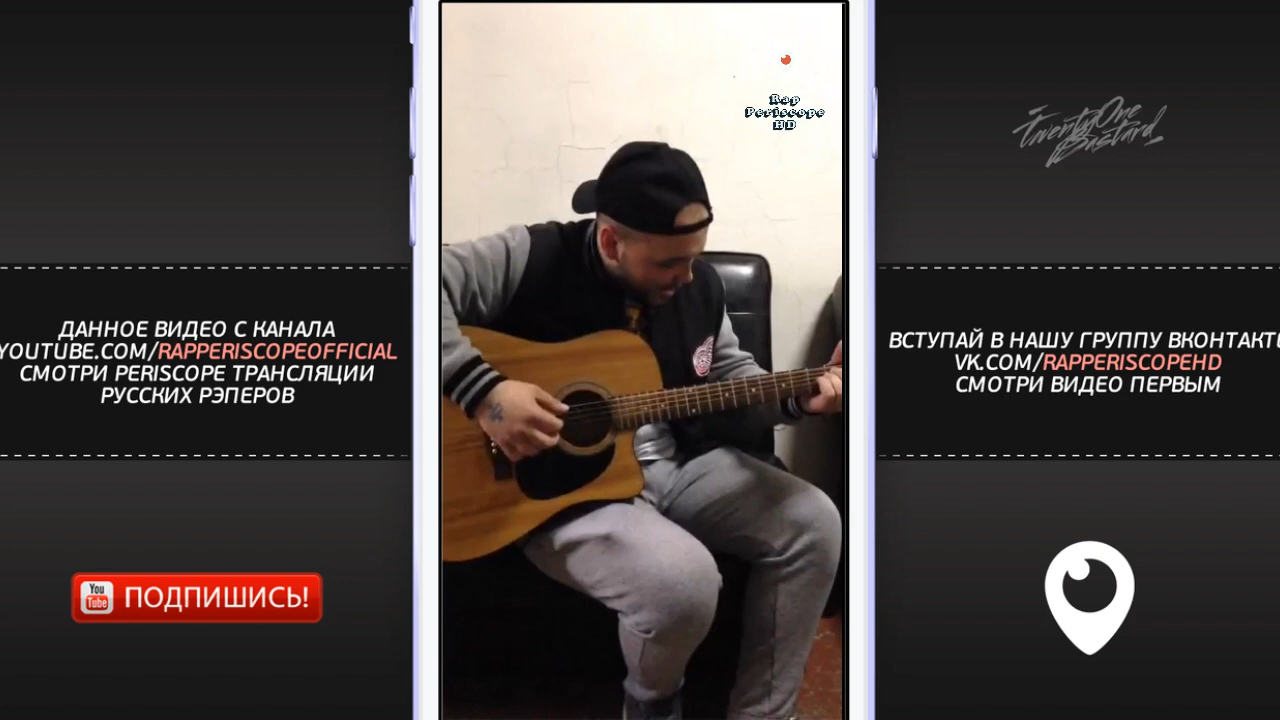 Rap
Periscope
HD
TwentyOne
Bastard
ДАННОЕ ВИДЕО С КАНАЛА
YOUTUBE.COM/RAPPERISCOPEOFFICIAL
СМОТРИ PERISCOPE ТРАНСЛЯЦИИ
РУССКИХ РЭПЕРОВ
ВСТУПАЙ В НАШУ ГРУППУ ВКОНТАКТЕ
VK.COM/RAPPERISCOPEHD
СМОТРИ ВИДЕО ПЕРВЫМ
You
Tube
ПОДПИШИСЬ!